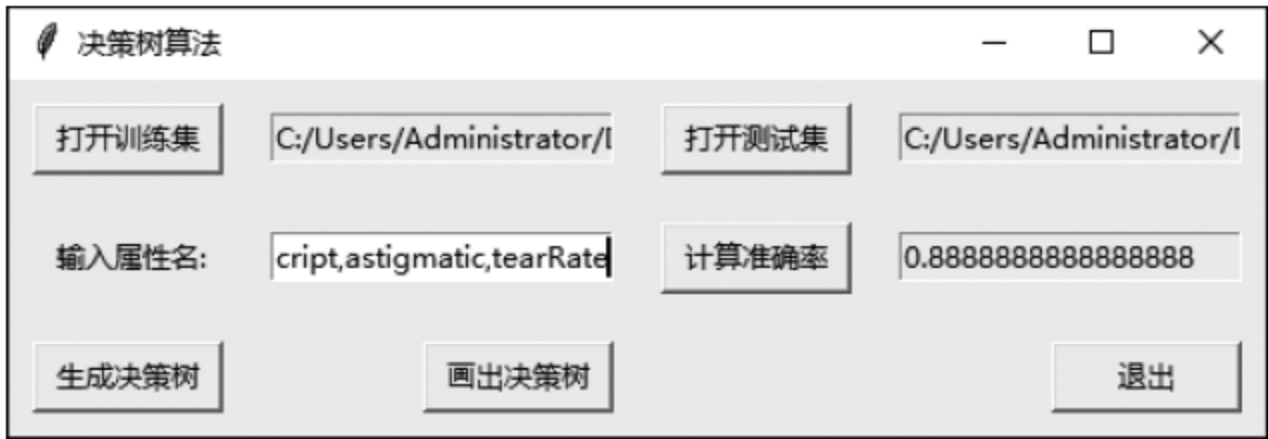 决策树算法
打开训练集 C:/Users/Administrator/ 打开测试集 C:/Users/Administrator/
输入属性名: cript,astigmatic,tearRate 计算准确率 0.8888888888888888
生成决策树 画出决策树 退出